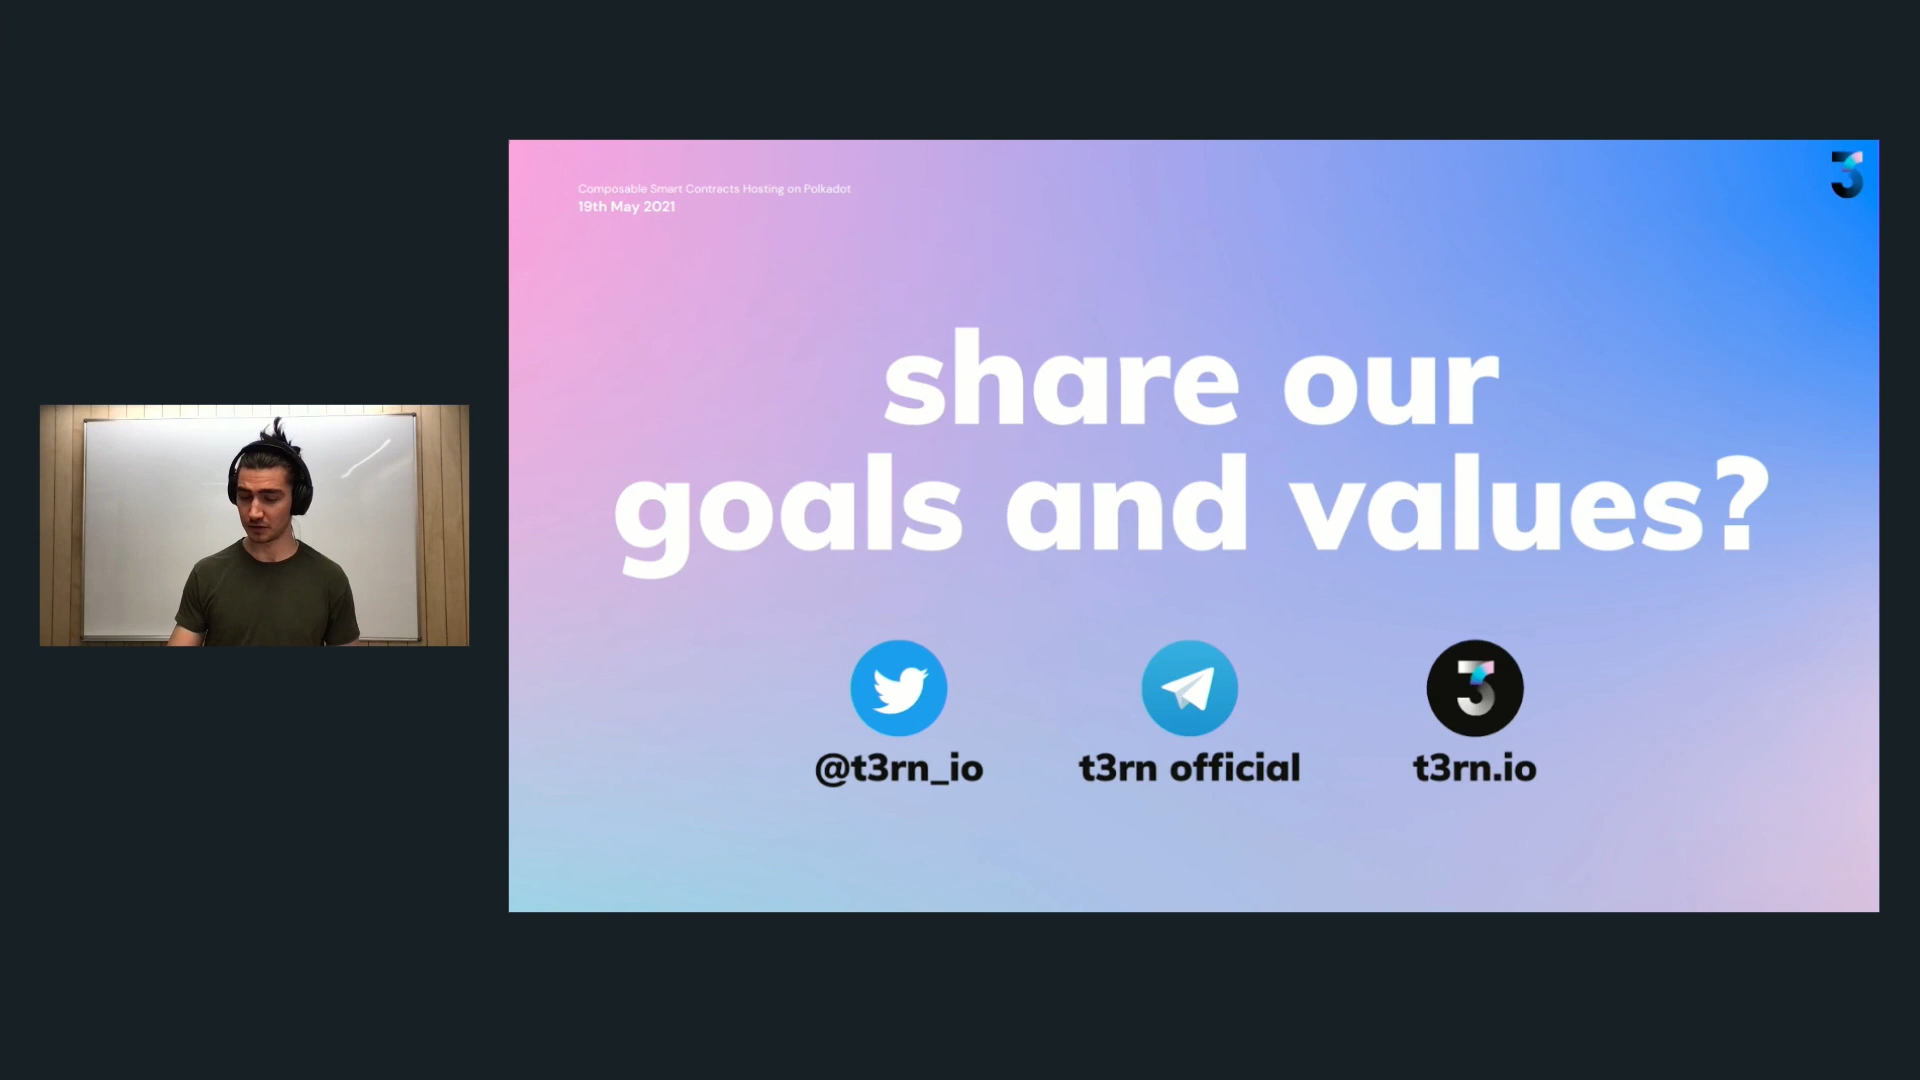 Composable Smart Contracts Hosting on Polkadot
19th May 2021
share our
goals and values?
@t3rn_io
t3rn official
t3rn.io